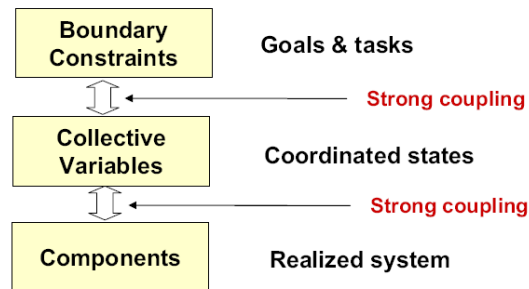 Boundary
Constraints
Goals & tasks
Strong coupling
Collective
Variables
Coordinated states
Strong coupling
Components
Realized system